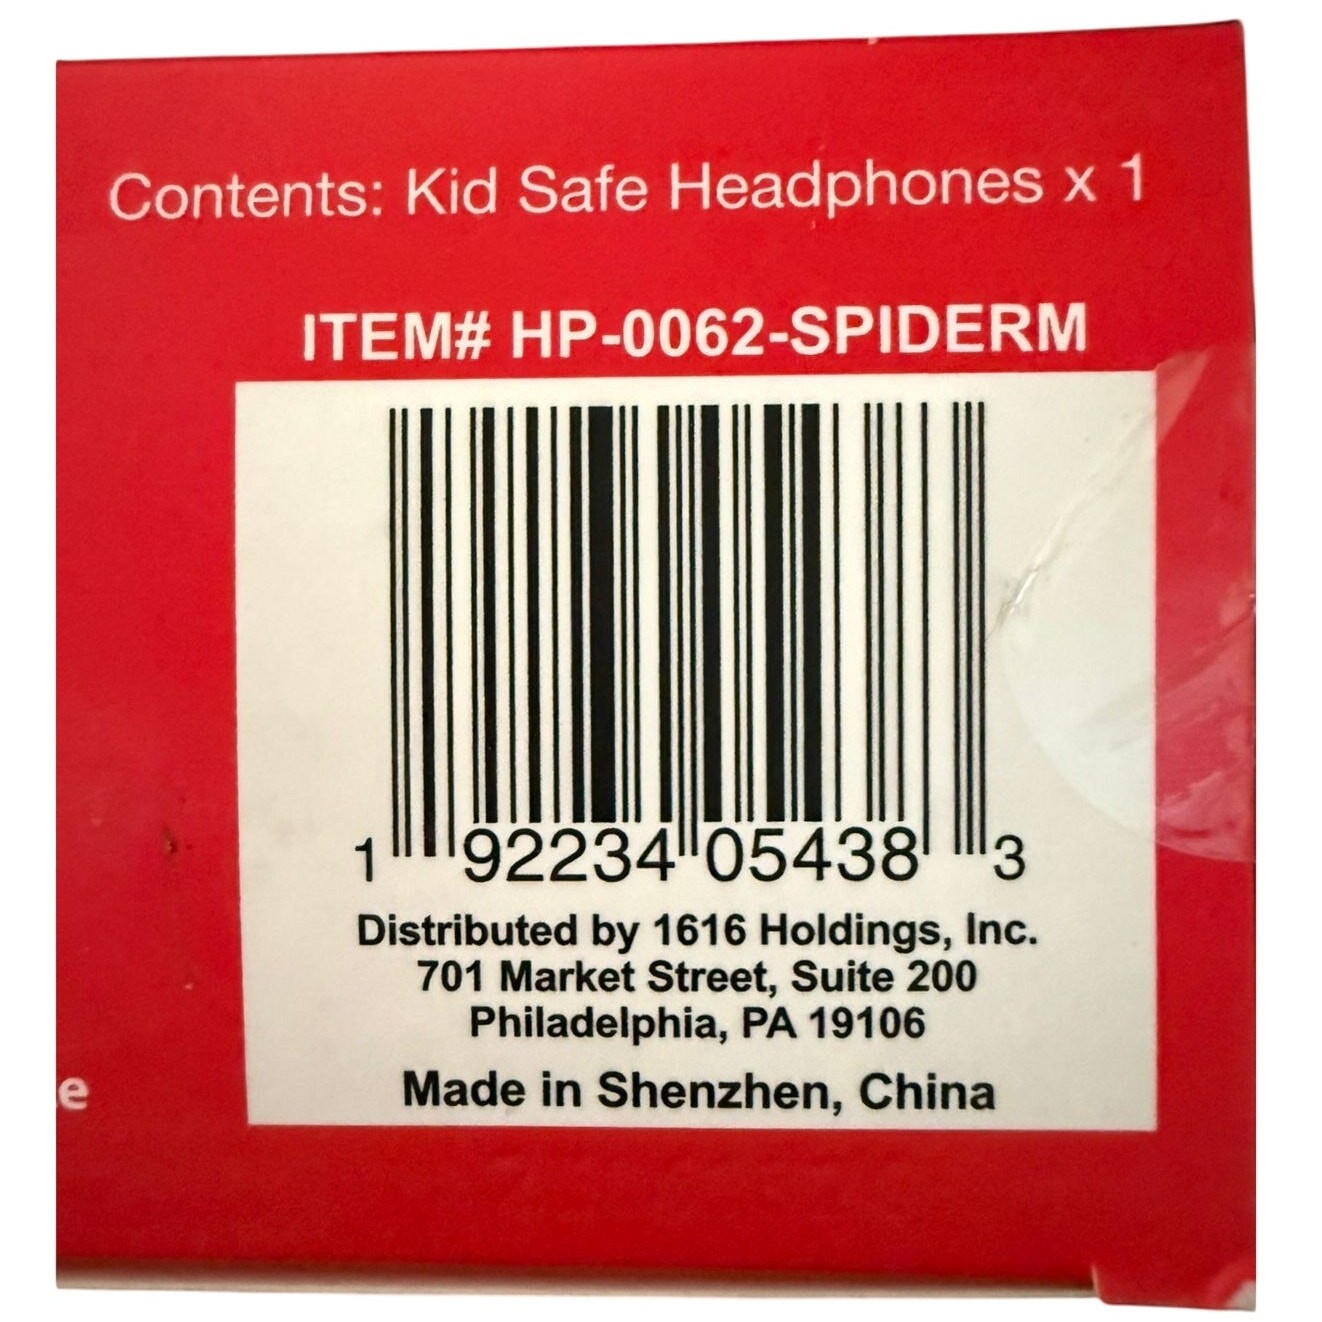 Contents: Kid Safe Headphones x 1
ITEM# HP-0062-SPIDERM
1 92234 05438 3
Distributed by 1616 Holdings, Inc.
701 Market Street, Suite 200
Philadelphia, PA 19106
e
Made in Shenzhen, China